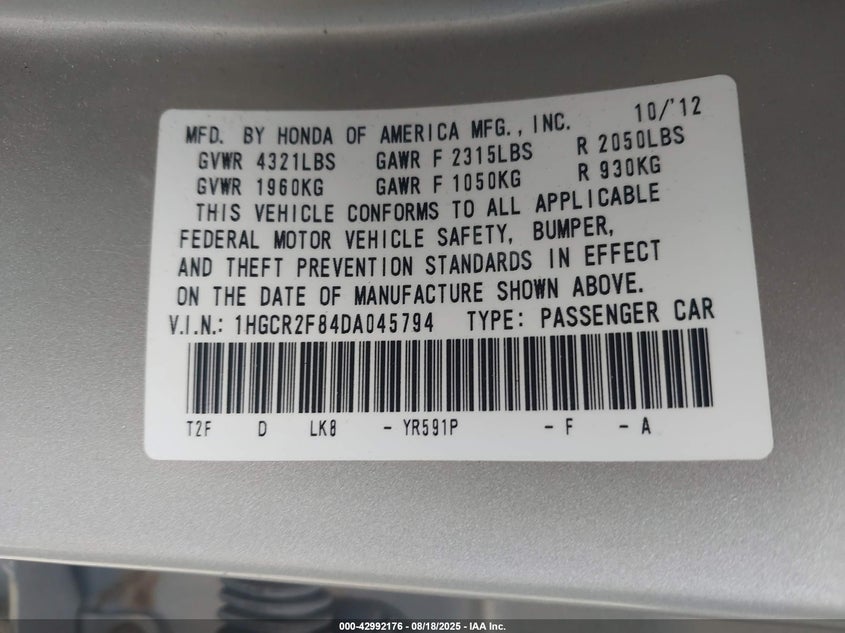 MFD. BY HONDA OF AMERICA MFG., INC. 10/'12
GVWR 4321LBS GAWR F 2315LBS R 2050LBS
GVWR 1960KG GAWR F 1050KG R 930KG
THIS VEHICLE CONFORMS TO ALL APPLICABLE
FEDERAL MOTOR VEHICLE SAFETY, BUMPER,
AND THEFT PREVENTION STANDARDS IN EFFECT
ON THE DATE OF MANUFACTURE SHOWN ABOVE.
V.I.N.: 1HGCR2F84DA045794 TYPE: PASSENGER CAR
T2F D LK8 - YR591P - F - A
000-42992176 - 08/18/2025 - IAA Inc.